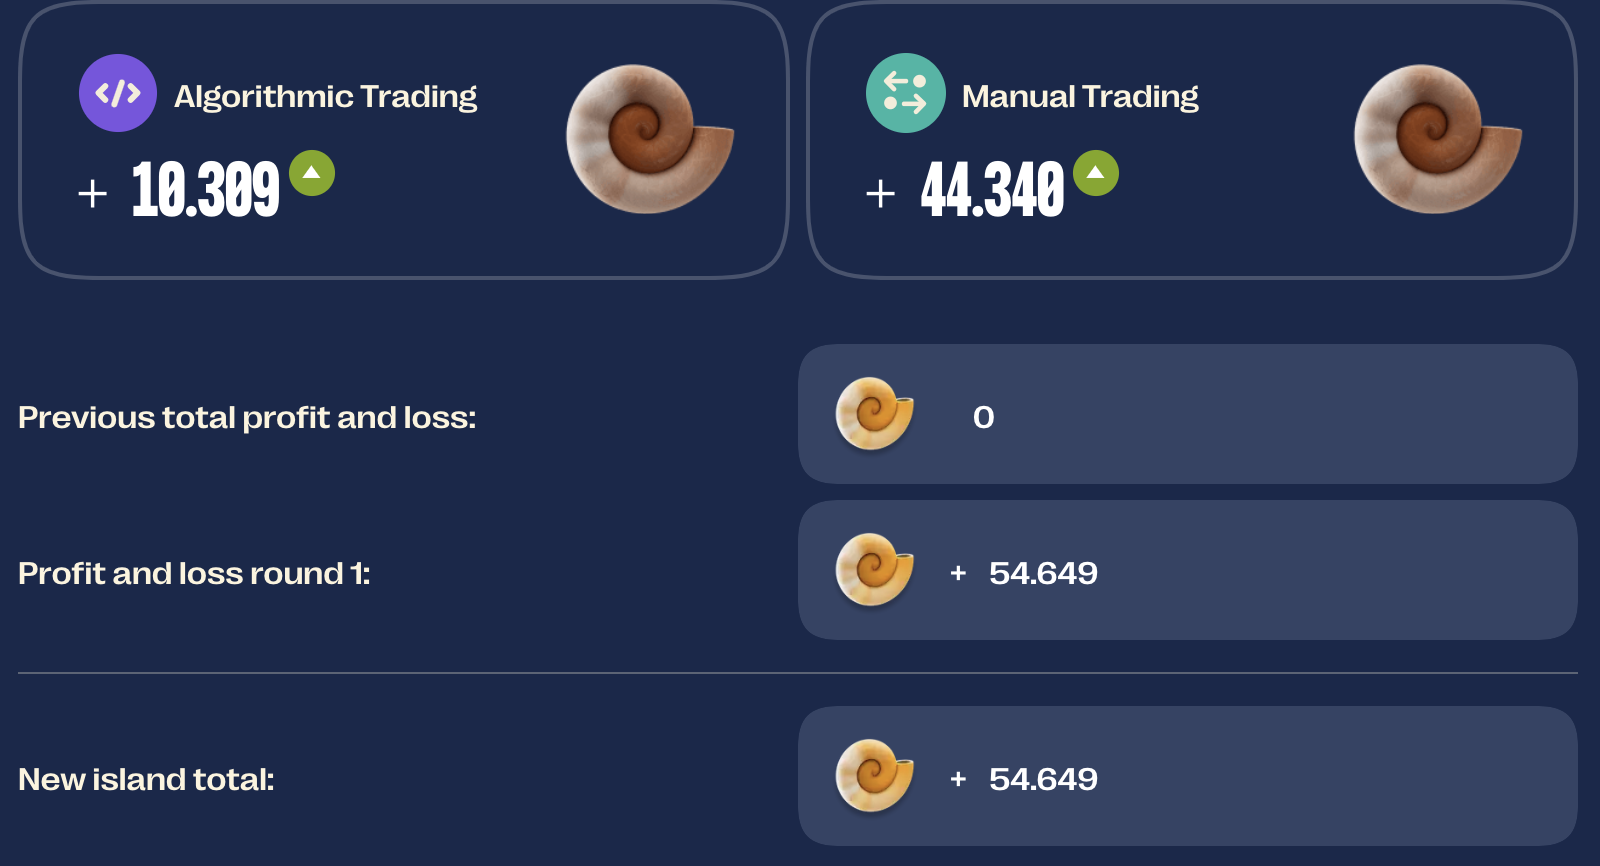 Algorithmic Trading
+ 10.309
Manual Trading
+ 44.340
Previous total profit and loss:
0
Profit and loss round 1:
+ 54.649
New island total:
+ 54.649